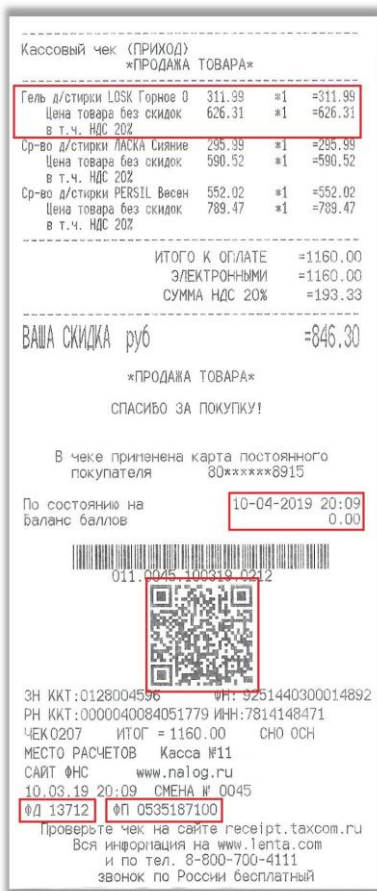 Кассовый чек (ПРИХОД)
*ПРОДАЖА ТОВАРА*
Гель д/стирки LOSK Горное О 311.99 *1 =311.99
Цена товара без скидок 626.31 *1 =626.31
в т.ч. НДС 20%
Ср-во д/стирки ЛАСКА Сияние 295.99 *1 =295.99
Цена товара без скидок 590.52 *1 =590.52
в т.ч. НДС 20%
Ср-во д/стирки PERSIL Весен 552.02 *1 =552.02
Цена товара без скидок 789.47 *1 =789.47
в т.ч. НДС 20%
ИТОГО К ОПЛАТЕ =1160.00
ЭЛЕКТРОННЫМИ =1160.00
СУММА НДС 20% =193.33
ВАША СКИДКА руб =846.30
*ПРОДАЖА ТОВАРА*
СПАСИБО ЗА ПОКУПКУ!
В чеке применена карта постоянного
покупателя 80******8915
По состоянию на 10-04-2019 20:09
Баланс баллов 0.00
011.0045.100319.0212
ЗН ККТ:0128004596 ФН: 9251440300014892
РН ККТ:0000040084051779 ИНН:7814148471
ЧЕК0207 ИТОГ =1160.00 СНО ОСН
МЕСТО РАСЧЕТОВ Касса №11
САЙТ ФНС www.nalog.ru
10.03.19 20:09 СМЕНА № 0045
ФД 13712 ФП 0535187100
Проверьте чек на сайте receipt.taxcom.ru
Вся информация на www.lenta.com
и по тел. 8-800-700-4111
звонок по России бесплатный